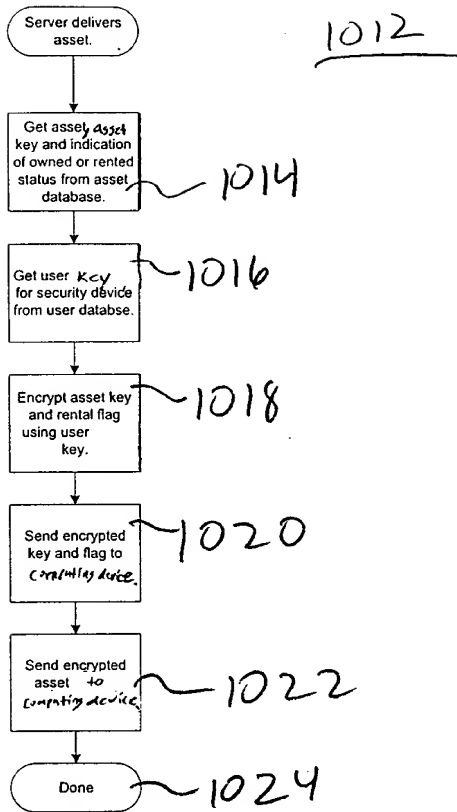 Server delivers
asset.
1012
Get asset, asset
key and indication
of owned or rented
status from asset
database.
1014
Get user key
for security device
from user databse.
1016
Encrypt asset key
and rental flag
using user
key.
1018
Send encrypted
key and flag to
computing device.
1020
Send encrypted
asset to
computing device.
1022
Done
1024